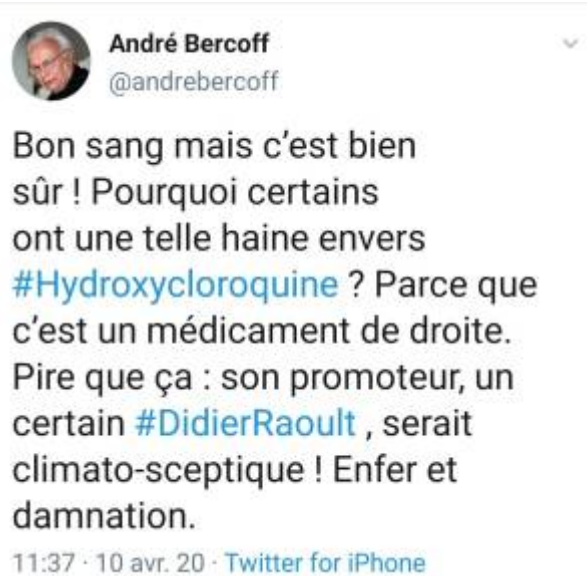 André Bercoff
@andrebercoff
Bon sang mais c'est bien
sûr ! Pourquoi certains
ont une telle haine envers
#Hydroxycloroquine ? Parce que
c'est un médicament de droite.
Pire que ça : son promoteur, un
certain #DidierRaoult , serait
climato-sceptique ! Enfer et
damnation.
11:37 · 10 avr. 20 · Twitter for iPhone